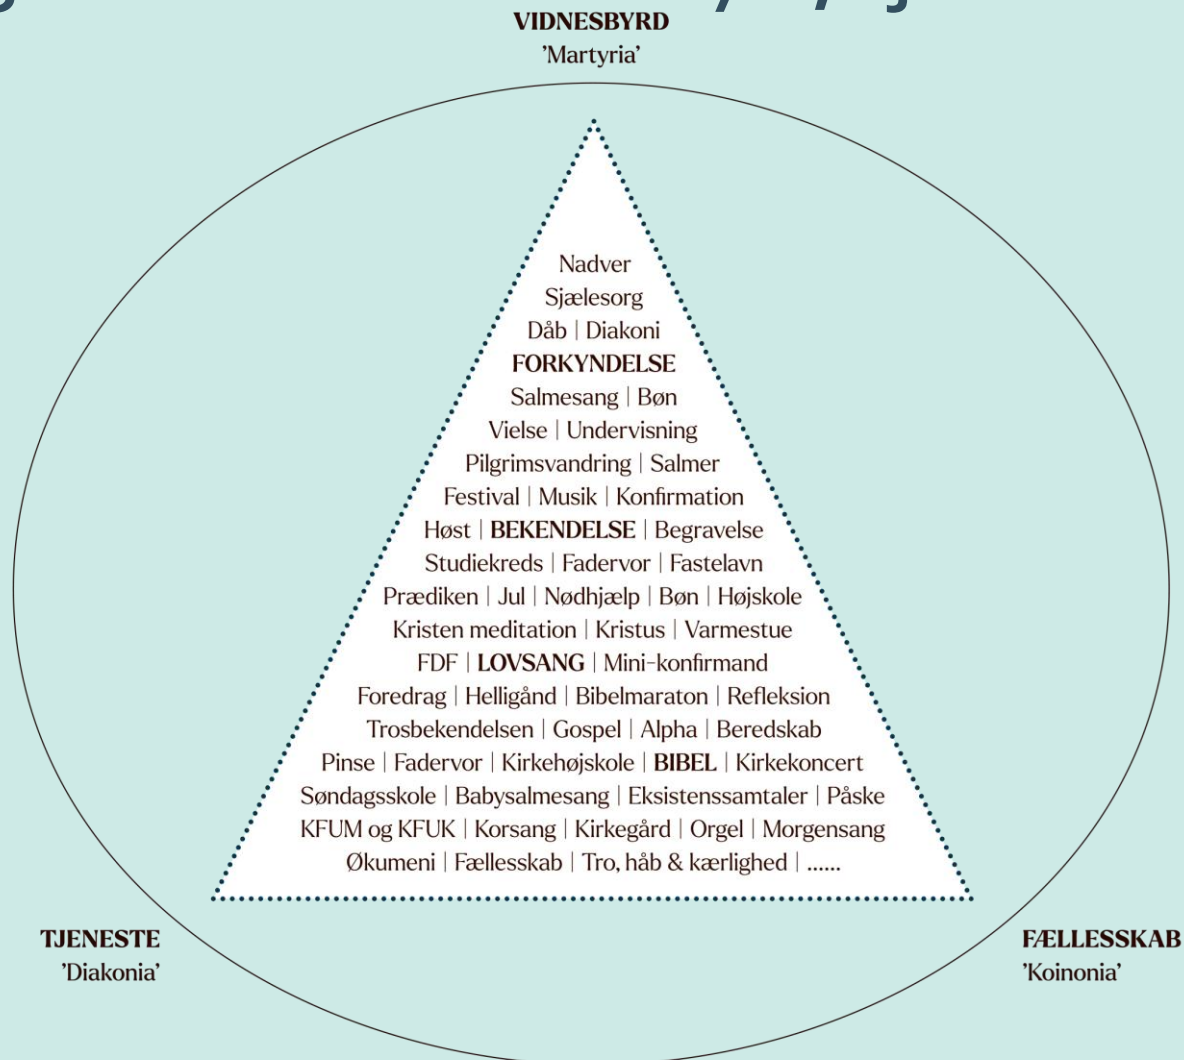 VIDNESBYRD
’Martyria’
Nadver
Sjælesorg
Dåb | Diakoni
FORKYNDELSE
Salmesang | Bøn
Vielse | Undervisning
Pilgrimsvandring | Salmer
Festival | Musik | Konfirmation
Høst | BEKENDELSE | Begravelse
Studiekreds | Fadervor | Fastelavn
Prædiken | Jul | Nødhjælp | Bøn | Højskole
Kristen meditation | Kristus | Varmestue
FDF | LOVSANG | Mini-konfirmand
Foredrag | Helligånd | Bibelmaraton | Refleksion
Trosbekendelsen | Gospel | Alpha | Beredskab
Pinse | Fadervor | Kirkehøjskole | BIBEL | Kirkekoncert
Søndagsskole | Babysalmesang | Eksistenssamtaler | Påske
KFUM og KFUK | Korsang | Kirkegård | Orgel | Morgensang
Økumeni | Fællesskab | Tro, håb & kærlighed | ......
TJENESTE
’Diakonia’
FÆLLESSKAB
’Koinonia’